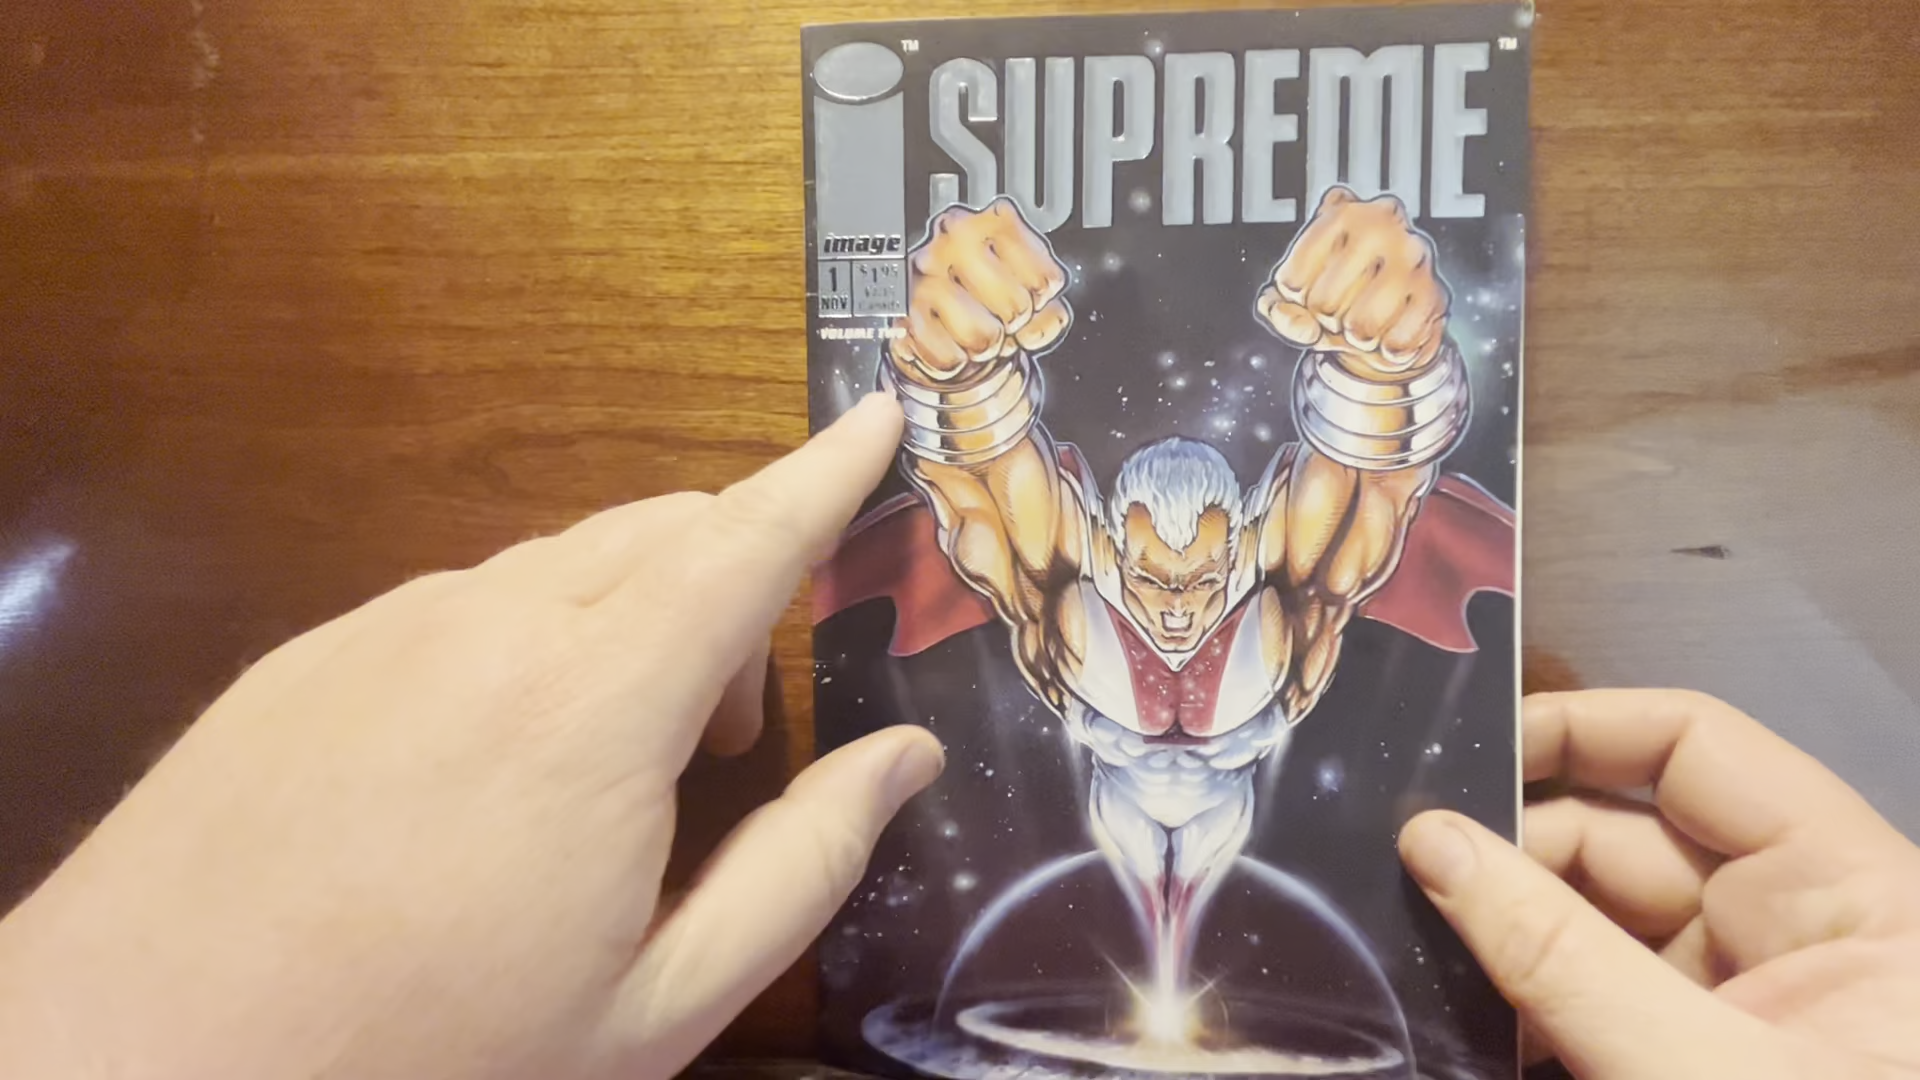 TM
SUPREME
TM
image
1
$1.95
NOV
VOLUME TWO